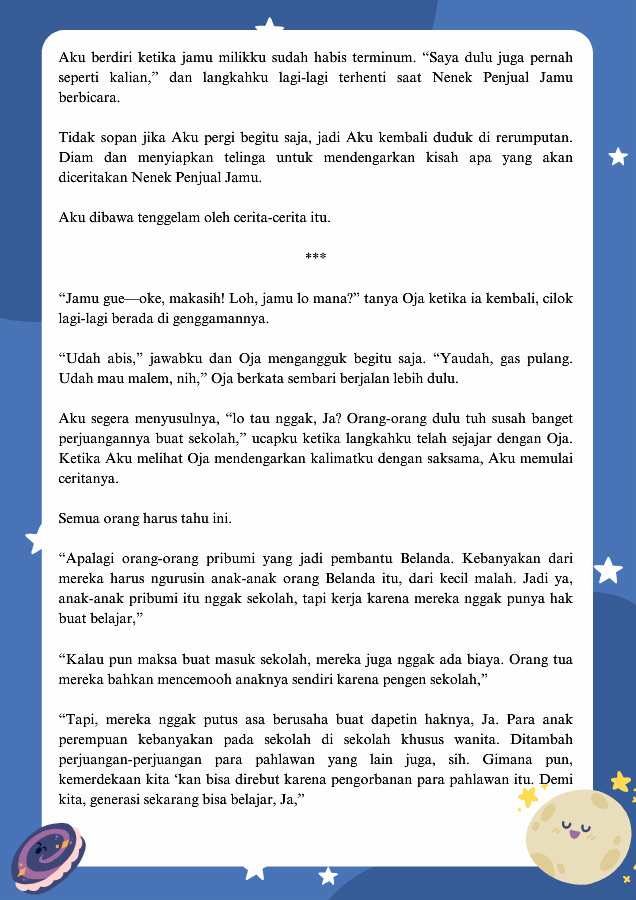 Aku berdiri ketika jamu milikku sudah habis terminum. “Saya dulu juga pernah
seperti kalian,” dan langkahku lagi-lagi terhenti saat Nenek Penjual Jamu
berbicara.
Tidak sopan jika Aku pergi begitu saja, jadi Aku kembali duduk di rerumputan.
Diam dan menyiapkan telinga untuk mendengarkan kisah apa yang akan
diceritakan Nenek Penjual Jamu.
Aku dibawa tenggelam oleh cerita-cerita itu.
***
“Jamu gue—oke, makasih! Loh, jamu lo mana?” tanya Oja ketika ia kembali, cilok
lagi-lagi berada di genggamannya.
“Udah abis,” jawabku dan Oja mengangguk begitu saja. “Yaudah, gas pulang.
Udah mau malem, nih,” Oja berkata sembari berjalan lebih dulu.
Aku segera menyusulnya, “lo tau nggak, Ja? Orang-orang dulu tuh susah banget
perjuangannya buat sekolah,” ucapku ketika langkahku telah sejajar dengan Oja.
Ketika Aku melihat Oja mendengarkan kalimatku dengan saksama, Aku memulai
ceritanya.
Semua orang harus tahu ini.
“Apalagi orang-orang pribumi yang jadi pembantu Belanda. Kebanyakan dari
mereka harus ngurusin anak-anak orang Belanda itu, dari kecil malah. Jadi ya,
anak-anak pribumi itu nggak sekolah, tapi kerja karena mereka nggak punya hak
buat belajar,”
“Kalau pun maksa buat masuk sekolah, mereka juga nggak ada biaya. Orang tua
mereka bahkan mencemooh anaknya sendiri karena pengen sekolah,”
“Tapi, mereka nggak putus asa berusaha buat dapetin haknya, Ja. Para anak
perempuan kebanyakan pada sekolah di sekolah khusus wanita. Ditambah
perjuangan-perjuangan para pahlawan yang lain juga, sih. Gimana pun,
kemerdekaan kita ‘kan bisa direbut karena pengorbanan para pahlawan itu. Demi
kita, generasi sekarang bisa belajar, Ja,”